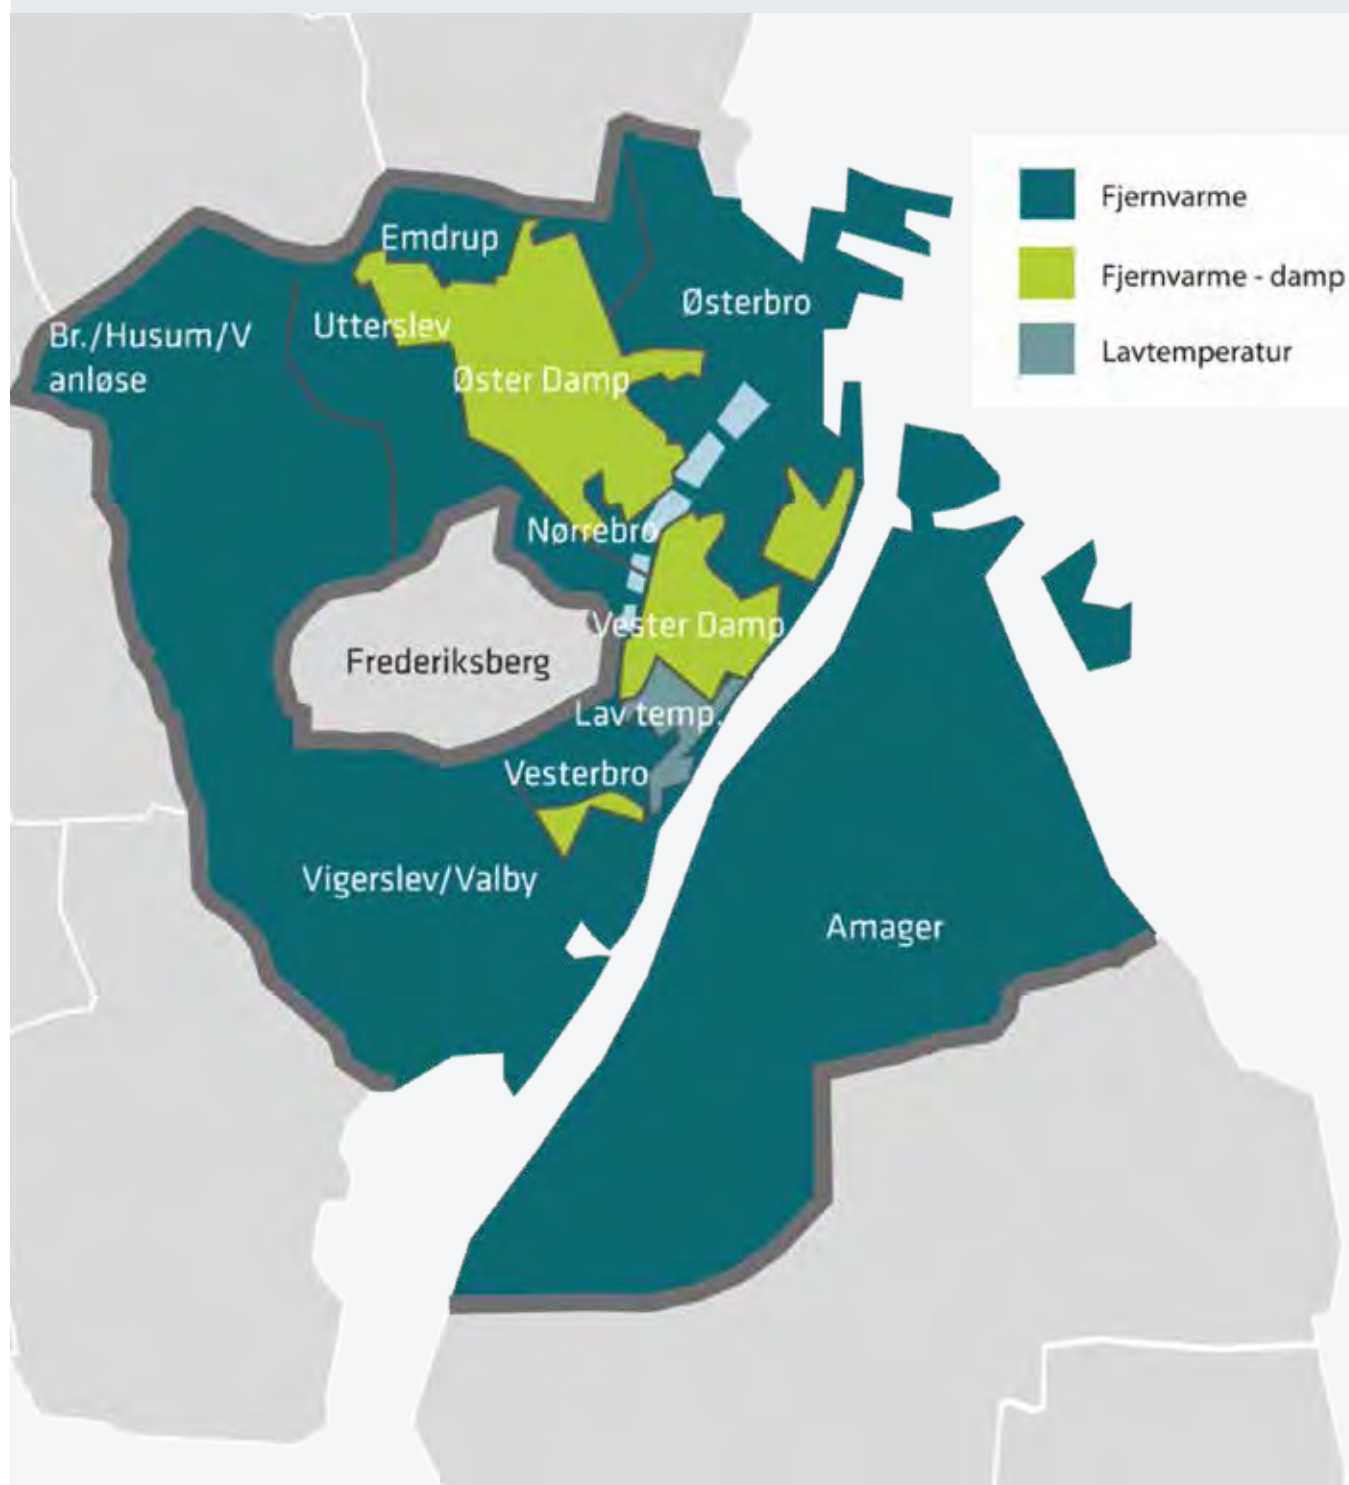 Fjernvarme
Emdrup
Fjernvarme - damp
Østerbro
Utterslev
Br./Husum/V
anløse
Lavtemperatur
Øster Damp
Nørrebro
Vester Damp
Frederiksberg
Lav temp.
Vesterbro
Vigerslev/Valby
Amager